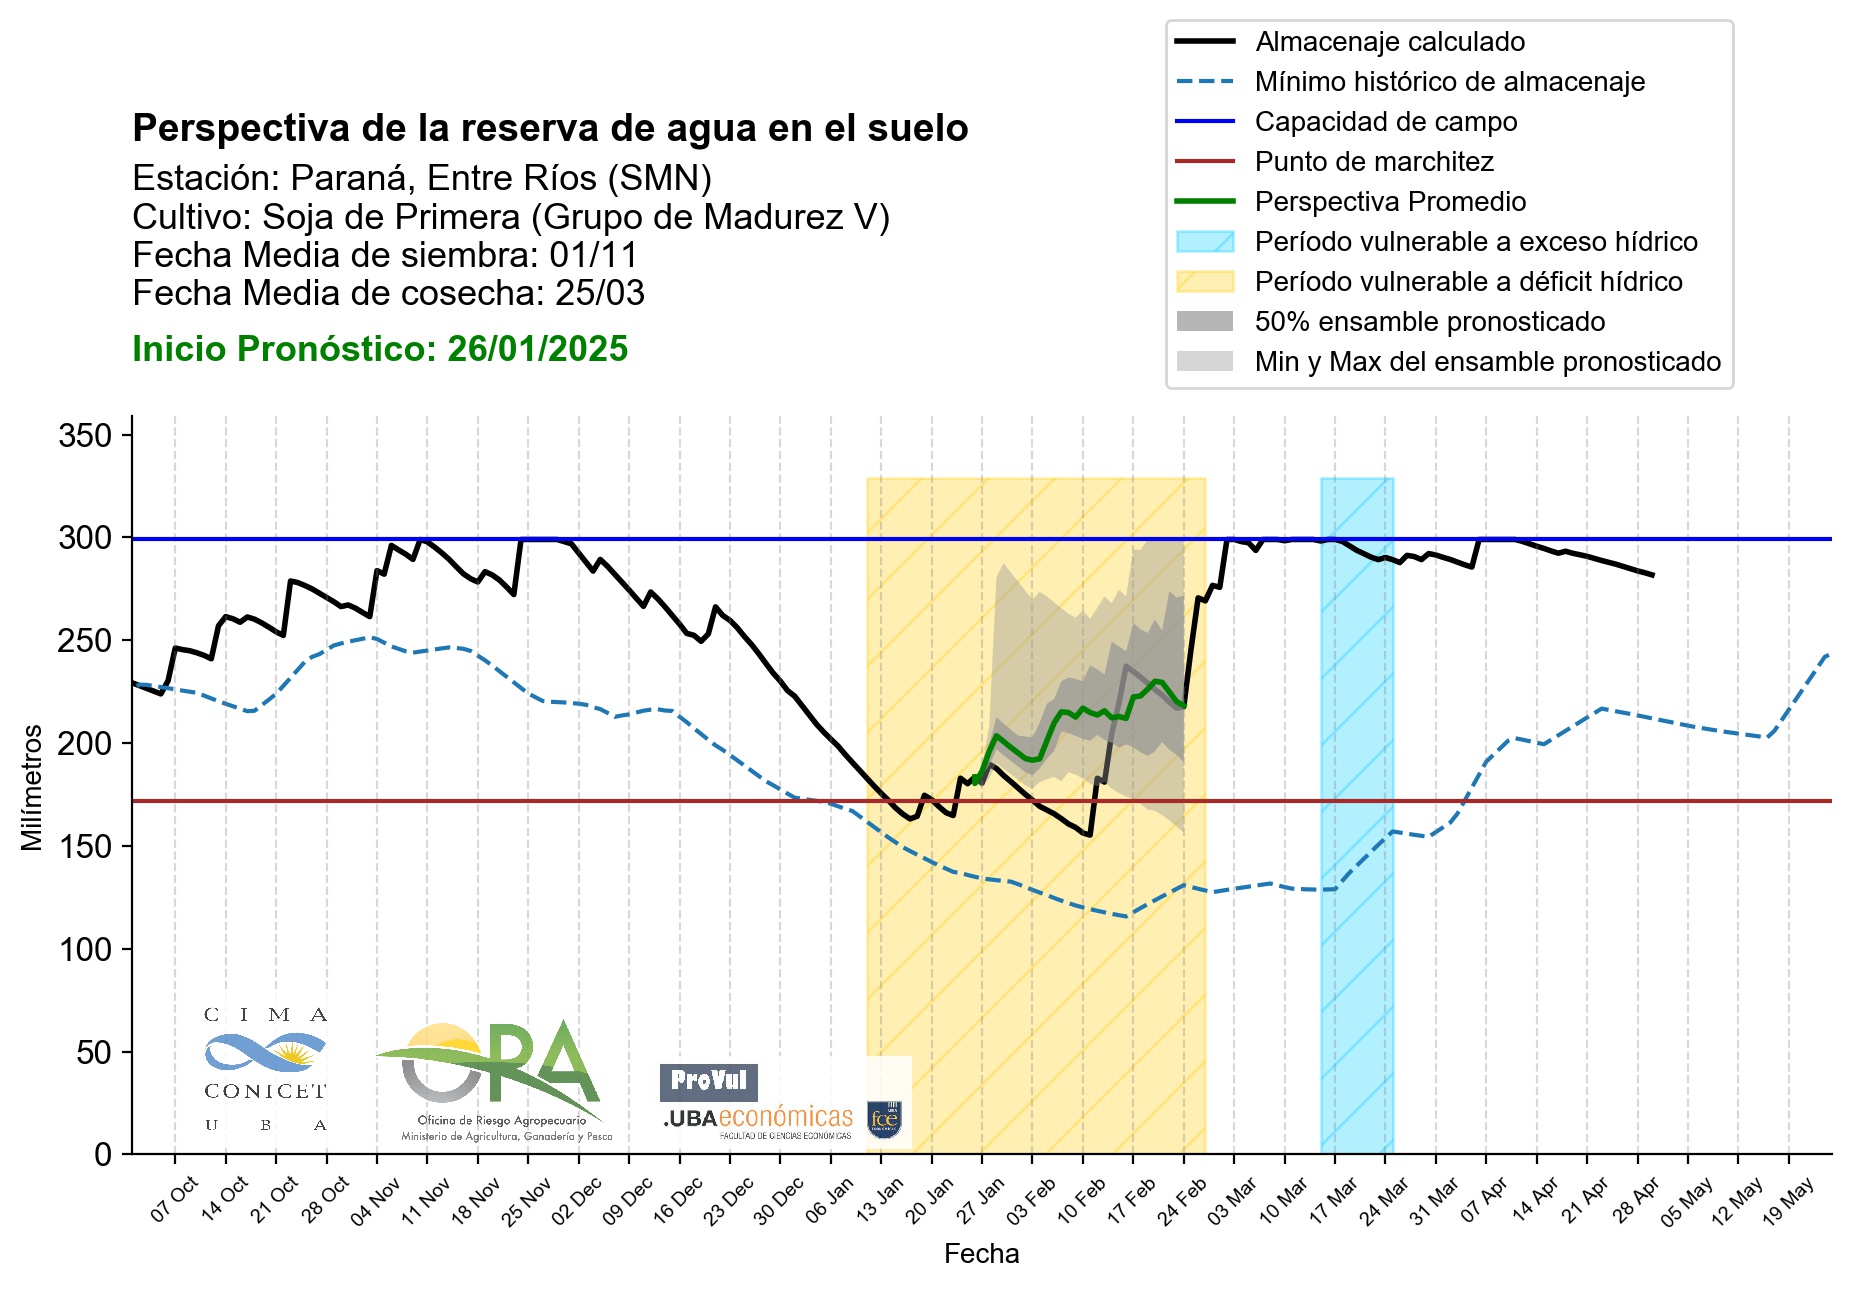 Almacenaje calculado
Mínimo histórico de almacenaje
Capacidad de campo
Punto de marchitez
Perspectiva Promedio
Período vulnerable a exceso hídrico
Período vulnerable a déficit hídrico
50% ensamble pronosticado
Min y Max del ensamble pronosticado
Perspectiva de la reserva de agua en el suelo
Estación: Paraná, Entre Ríos (SMN)
Cultivo: Soja de Primera (Grupo de Madurez V)
Fecha Media de siembra: 01/11
Fecha Media de cosecha: 25/03
Inicio Pronóstico: 26/01/2025
Milímetros
350
300
250
200
150
100
50
0
CIMA
CONICET
UBA
OPA
Oficina de Riesgo Agropecuario
Ministerio de Agricultura, Ganadería y Pesca
ProVul
.UBAeconómicas
FACULTAD DE CIENCIAS ECONÓMICAS
UBA
fce
07 Oct
14 Oct
21 Oct
28 Oct
04 Nov
11 Nov
18 Nov
25 Nov
02 Dec
09 Dec
16 Dec
23 Dec
30 Dec
06 Jan
13 Jan
20 Jan
27 Jan
03 Feb
10 Feb
17 Feb
24 Feb
03 Mar
10 Mar
17 Mar
24 Mar
31 Mar
07 Apr
14 Apr
21 Apr
28 Apr
05 May
12 May
19 May
Fecha